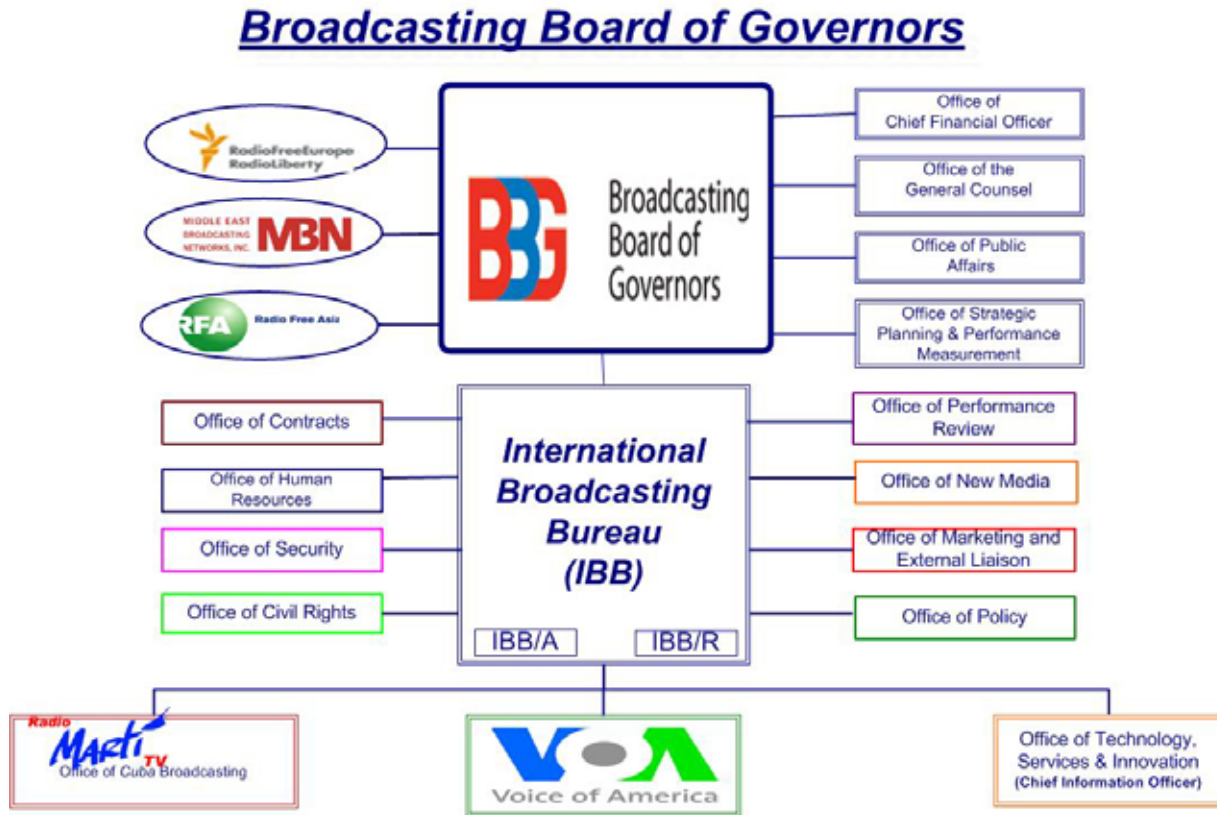 Broadcasting Board of Governors
RadioFreeEurope
RadioLiberty
MIDDLE EAST
BROADCASTING
NETWORKS, INC.
MBN
RFA
Radio Free Asia
BBG
Broadcasting
Board of
Governors
Office of
Chief Financial Officer
Office of the
General Counsel
Office of Public
Affairs
Office of Strategic
Planning & Performance
Measurement
Office of Contracts
Office of Human
Resources
Office of Security
Office of Civil Rights
International
Broadcasting
Bureau
(IBB)
IBB/A
IBB/R
Office of Performance
Review
Office of New Media
Office of Marketing and
External Liaison
Office of Policy
Radio
Martí
TV
Office of Cuba Broadcasting
VOA
Voice of America
Office of Technology,
Services & Innovation
(Chief Information Officer)